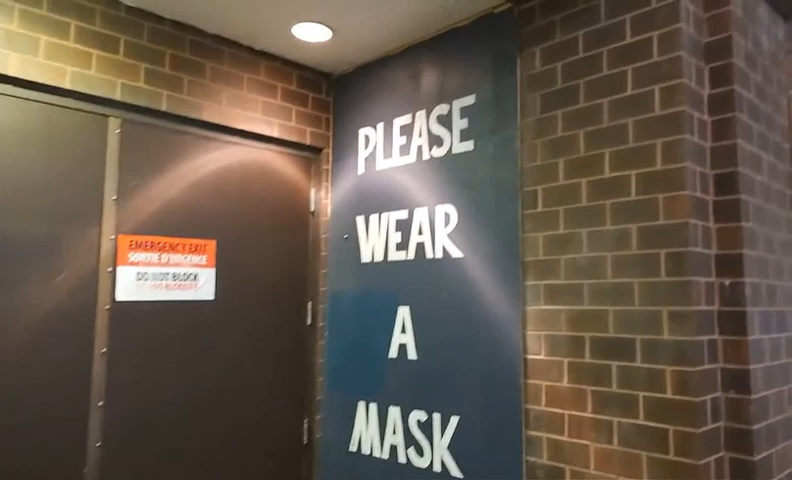 EMERGENCY EXIT
SORTIE D'URGENCE
DO NOT BLOCK
PLEASE
WEAR
A
MASK